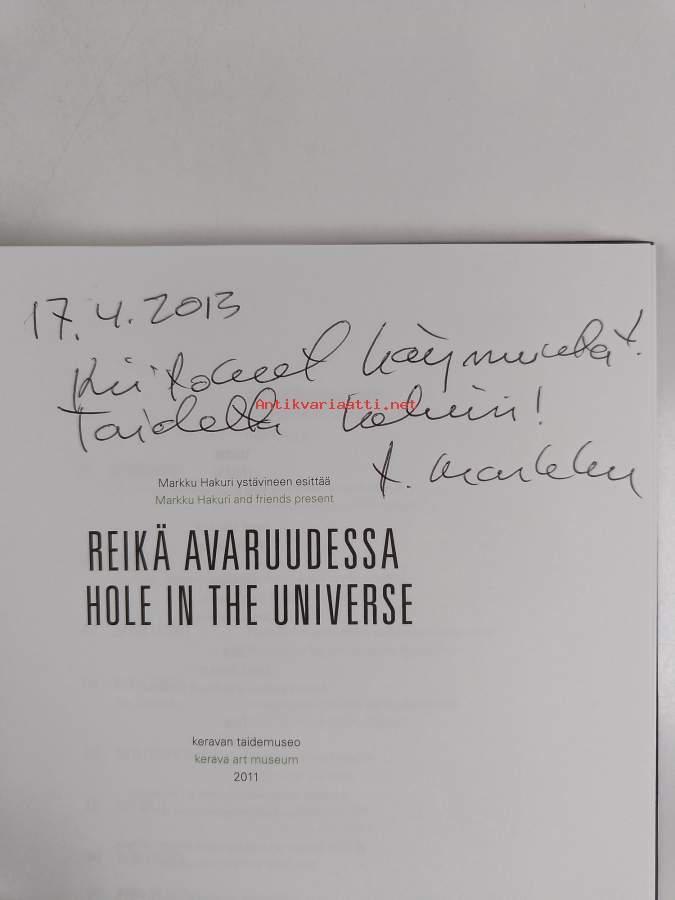 17.4.2013
Kiitokset käynnistä.
Taidetta
t. Markku
Antikvariaatti.net
Markku Hakuri ystävineen esittää
Markku Hakuri and friends present
REIKÄ AVARUUDESSA
HOLE IN THE UNIVERSE
keravan taidemuseo
kerava art museum
2011